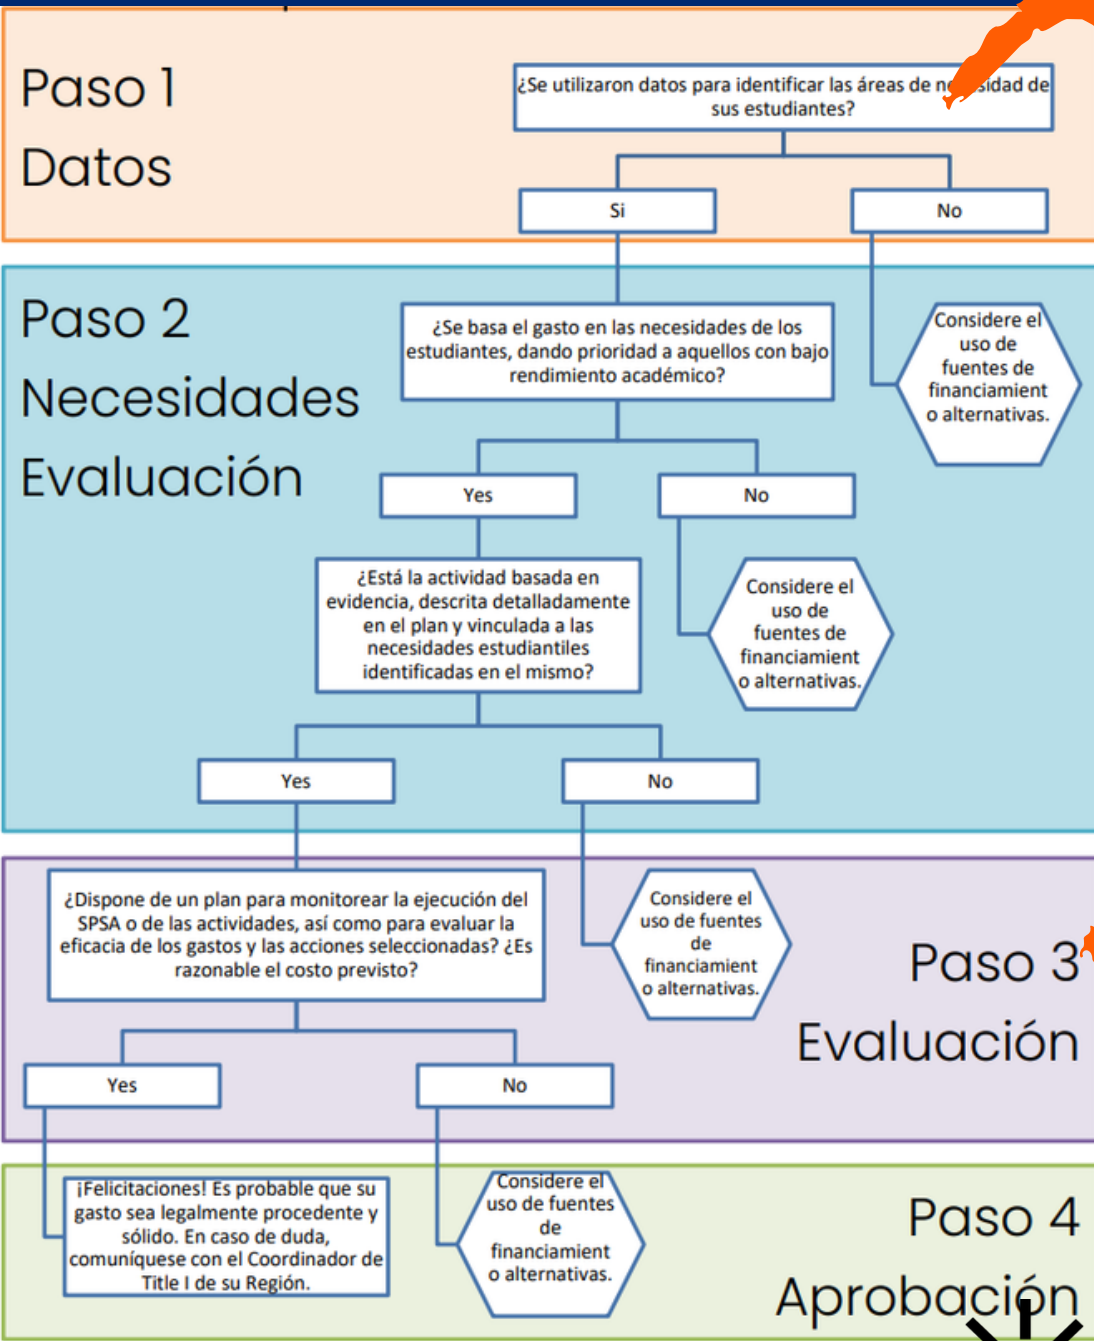 Paso 1
Datos
¿Se utilizaron datos para identificar las áreas de necesidad de
sus estudiantes?
Si
No
Paso 2
Necesidades
Evaluación
¿Se basa el gasto en las necesidades de los
estudiantes, dando prioridad a aquellos con bajo
rendimiento académico?
Considere el
uso de
fuentes de
financiamient
o alternativas.
Yes
No
¿Está la actividad basada en
evidencia, descrita detalladamente
en el plan y vinculada a las
necesidades estudiantiles
identificadas en el mismo?
Considere el
uso de
fuentes de
financiamient
o alternativas.
Yes
No
¿Dispone de un plan para monitorear la ejecución del
SPSA o de las actividades, así como para evaluar la
eficacia de los gastos y las acciones seleccionadas? ¿Es
razonable el costo previsto?
Considere el
uso de fuentes
de
financiamient
o alternativas.
Paso 3
Evaluación
Yes
No
¡Felicitaciones! Es probable que su
gasto sea legalmente procedente y
sólido. En caso de duda,
comuníquese con el Coordinador de
Title I de su Región.
Considere el
uso de fuentes
de
financiamient
o alternativas.
Paso 4
Aprobación